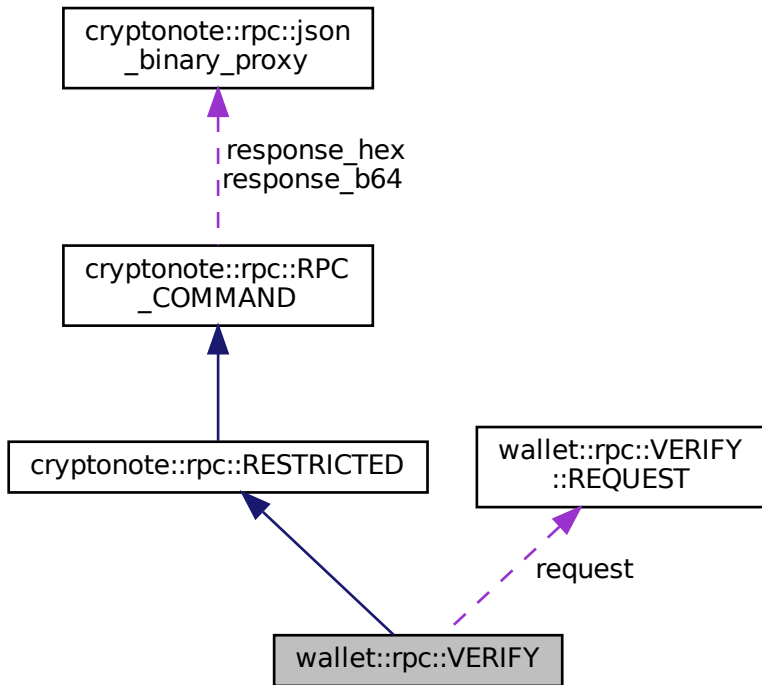 cryptonote::rpc::json
_binary_proxy
response_hex
response_b64
cryptonote::rpc::RPC
_COMMAND
cryptonote::rpc::RESTRICTED
wallet::rpc::VERIFY
::REQUEST
request
wallet::rpc::VERIFY